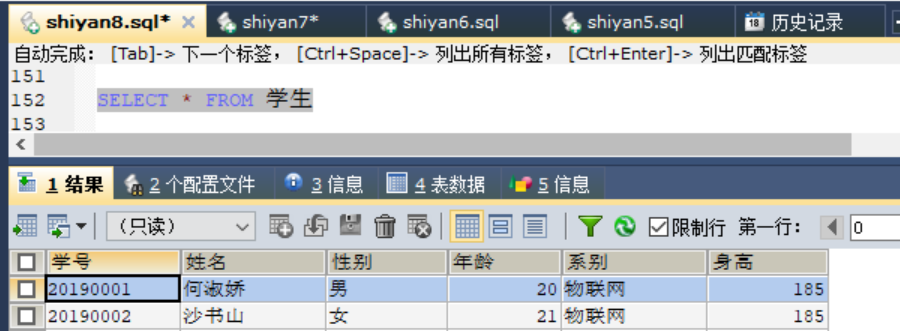 shiyan8.sql* shiyan7* shiyan6.sql shiyan5.sql 18 历史记录
自动完成： [Tab]-> 下一个标签， [Ctrl+Space]-> 列出所有标签， [Ctrl+Enter]-> 列出匹配标签
151
152 SELECT * FROM 学生
153
1 结果 2 个配置文件 3 信息 4 表数据 5 信息
（只读） 限制行 第一行： 0
学号 姓名 性别 年龄 系别 身高
20190001 何淑娇 男 20 物联网 185
20190002 沙书山 女 21 物联网 185